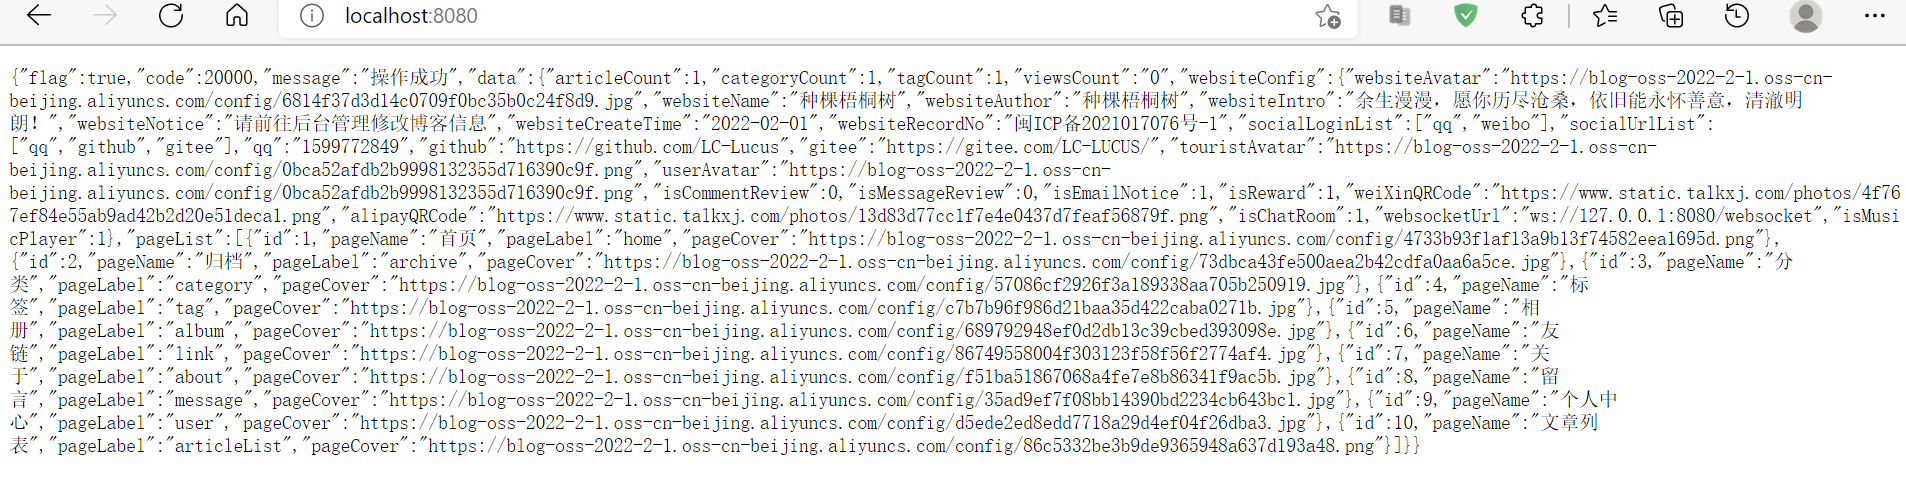 localhost:8080
{"flag":true,"code":20000,"message":"操作成功","data":{"articleCount":1,"categoryCount":1,"tagCount":1,"viewsCount":"0","websiteConfig":{"websiteAvatar":"https://blog-oss-2022-2-1.oss-cn-
beijing.aliyuncs.com/config/6814f37d3d14c0709f0bc35b0c24f8d9.jpg","websiteName":"种棵梧桐树","websiteAuthor":"种棵梧桐树","websiteIntro":"余生漫漫，愿你历尽沧桑，依旧能永怀善意，清澈明
朗！","websiteNotice":"请前往后台管理修改博客信息","websiteCreateTime":"2022-02-01","websiteRecordNo":"闽ICP备2021017076号-1","socialLoginList":["qq","weibo"],"socialUrlList":
["qq","github","gitee"],"qq":"1599772849","github":"https://github.com/LC-Lucus","gitee":"https://gitee.com/LC-LUCUS/","touristAvatar":"https://blog-oss-2022-2-1.oss-cn-
beijing.aliyuncs.com/config/0bca52afdb2b9998132355d716390c9f.png","userAvatar":"https://blog-oss-2022-2-1.oss-cn-
beijing.aliyuncs.com/config/0bca52afdb2b9998132355d716390c9f.png","isCommentReview":0,"isMessageReview":0,"isEmailNotice":1,"isReward":1,"weiXinQRCode":"https://www.static.talkxj.com/photos/4f76
7ef84e55ab9ad42b2d20e51deca1.png","alipayQRCode":"https://www.static.talkxj.com/photos/13d83d77cc1f7e4e0437d7feaf56879f.png","isChatRoom":1,"websocketUrl":"ws://127.0.0.1:8080/websocket","isMusi
cPlayer":1},"pageList":[{"id":1,"pageName":"首页","pageLabel":"home","pageCover":"https://blog-oss-2022-2-1.oss-cn-beijing.aliyuncs.com/config/4733b93f1af13a9b13f74582eea1695d.png"},
{"id":2,"pageName":"归档","pageLabel":"archive","pageCover":"https://blog-oss-2022-2-1.oss-cn-beijing.aliyuncs.com/config/73dbca43fe500aea2b42cdfa0aa6a5ce.jpg"},{"id":3,"pageName":"分
类","pageLabel":"category","pageCover":"https://blog-oss-2022-2-1.oss-cn-beijing.aliyuncs.com/config/57086cf2926f3a189338aa705b250919.jpg"},{"id":4,"pageName":"标
签","pageLabel":"tag","pageCover":"https://blog-oss-2022-2-1.oss-cn-beijing.aliyuncs.com/config/c7b7b96f986d21baa35d422caba0271b.jpg"},{"id":5,"pageName":"相
册","pageLabel":"album","pageCover":"https://blog-oss-2022-2-1.oss-cn-beijing.aliyuncs.com/config/689792948ef0d2db13c39cbed393098e.jpg"},{"id":6,"pageName":"友
链","pageLabel":"link","pageCover":"https://blog-oss-2022-2-1.oss-cn-beijing.aliyuncs.com/config/86749558004f303123f58f56f2774af4.jpg"},{"id":7,"pageName":"关
于","pageLabel":"about","pageCover":"https://blog-oss-2022-2-1.oss-cn-beijing.aliyuncs.com/config/f51ba51867068a4fe7e8b86341f9ac5b.jpg"},{"id":8,"pageName":"留
言","pageLabel":"message","pageCover":"https://blog-oss-2022-2-1.oss-cn-beijing.aliyuncs.com/config/35ad9ef7f08bb14390bd2234cb643bc1.jpg"},{"id":9,"pageName":"个人中
心","pageLabel":"user","pageCover":"https://blog-oss-2022-2-1.oss-cn-beijing.aliyuncs.com/config/d5ede2ed8edd7718a29d4ef04f26dba3.jpg"},{"id":10,"pageName":"文章列
表","pageLabel":"articleList","pageCover":"https://blog-oss-2022-2-1.oss-cn-beijing.aliyuncs.com/config/86c5332be3b9de9365948a637d193a48.png"}]}}